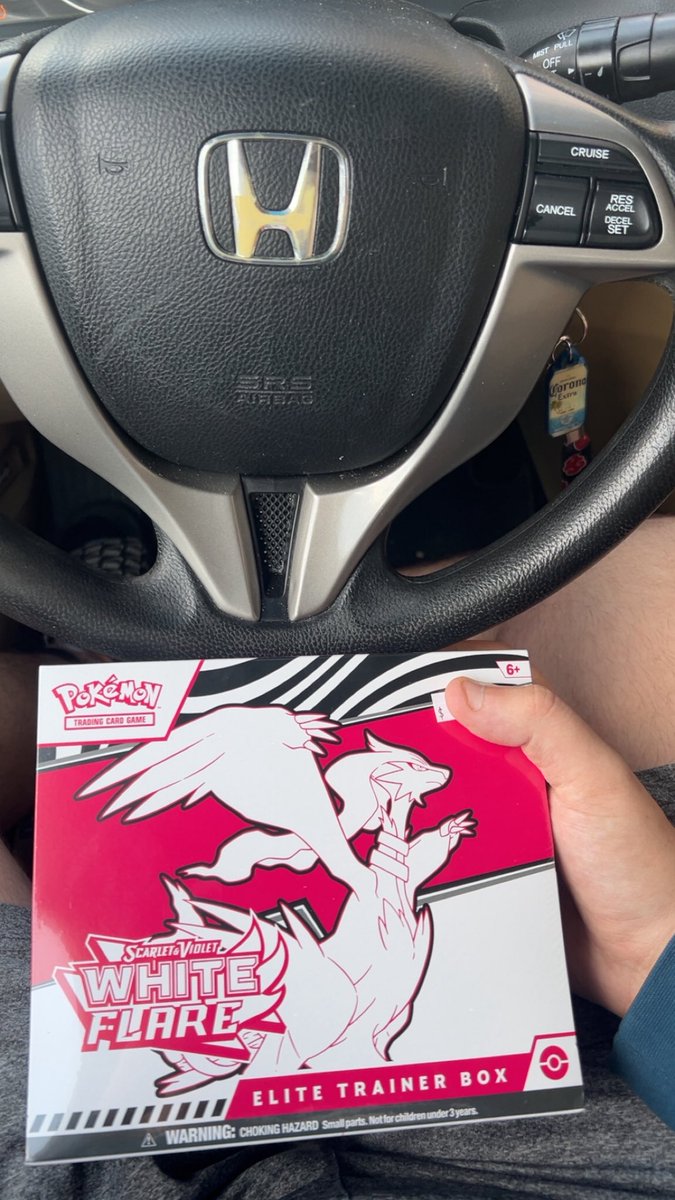 MIST PULL
OFF
CRUISE
CANCEL
RES
ACCEL
DECEL
SET
SRS
AIRBAG
Corona
Extra
POKéMON
TRADING CARD GAME
6+
$
SCARLET & VIOLET
WHITE
FLARE
ELITE TRAINER BOX
WARNING: CHOKING HAZARD Small parts. Not for children under 3 years.